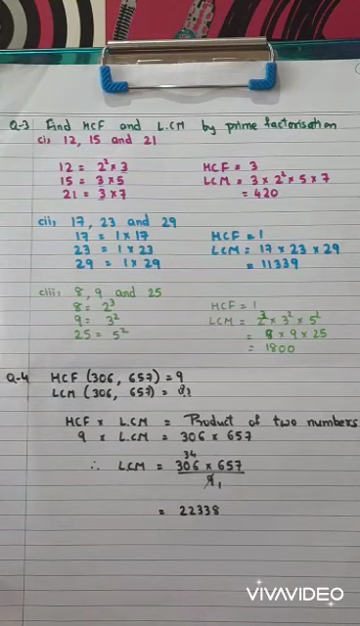 Q-3 Find HCF and L.CM by prime factorisation
(i) 12, 15 and 21
12 = 2² × 3
15 = 3 × 5
21 = 3 × 7
HCF = 3
LCM = 3 × 2² × 5 × 7
= 420
(ii) 17, 23 and 29
17 = 1 × 17
23 = 1 × 23
29 = 1 × 29
HCF = 1
LCM = 17 × 23 × 29
= 11339
(iii) 8, 9 and 25
8 = 2³
9 = 3²
25 = 5²
HCF = 1
LCM = 2³ × 3² × 5²
= 8 × 9 × 25
= 1800
Q-4 HCF (306, 657) = 9
LCM (306, 657) = ?
HCF × L.CM = Product of two numbers
9 × L.CM = 306 × 657
34
∴ LCM = 306 × 657
9 1
= 22338
VIVAVIDEO